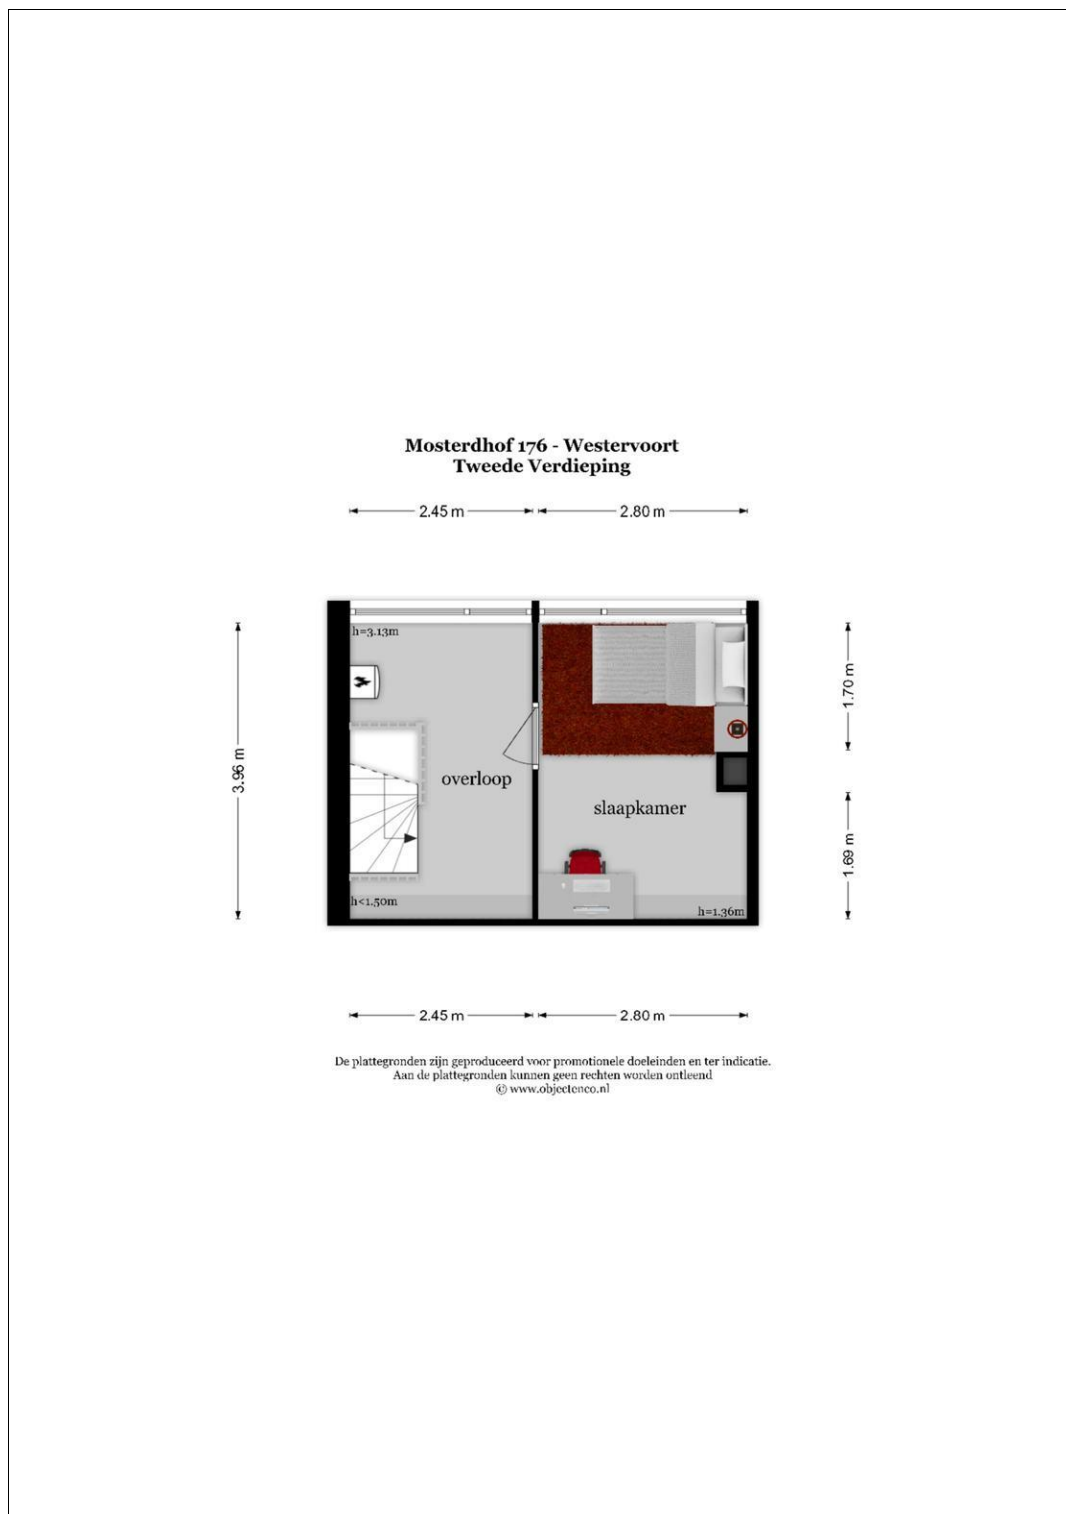 Mosterdhof 176 - Westervoort
Tweede Verdieping
2.45 m
2.80 m
h=3.13m
1.70 m
3.96 m
overloop
slaapkamer
1.69 m
h<1.50m
h=1.36m
2.45 m
2.80 m
De plattegronden zijn geproduceerd voor promotionele doeleinden en ter indicatie.
Aan de plattegronden kunnen geen rechten worden ontleend
© www.objectenco.nl